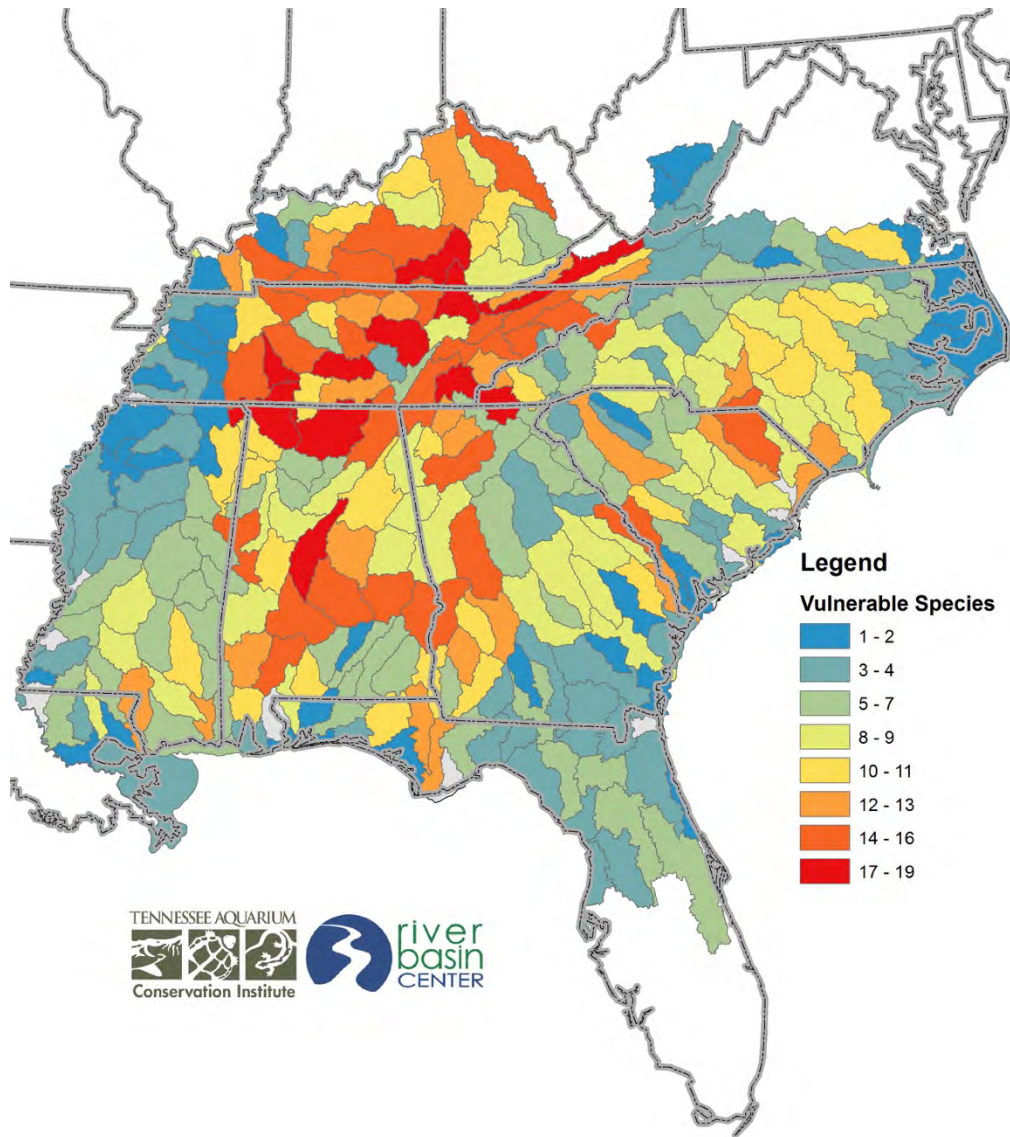 Legend
Vulnerable Species
1 - 2
3 - 4
5 - 7
8 - 9
10 - 11
12 - 13
14 - 16
17 - 19
TENNESSEE AQUARIUM
Conservation Institute
river
basin
CENTER